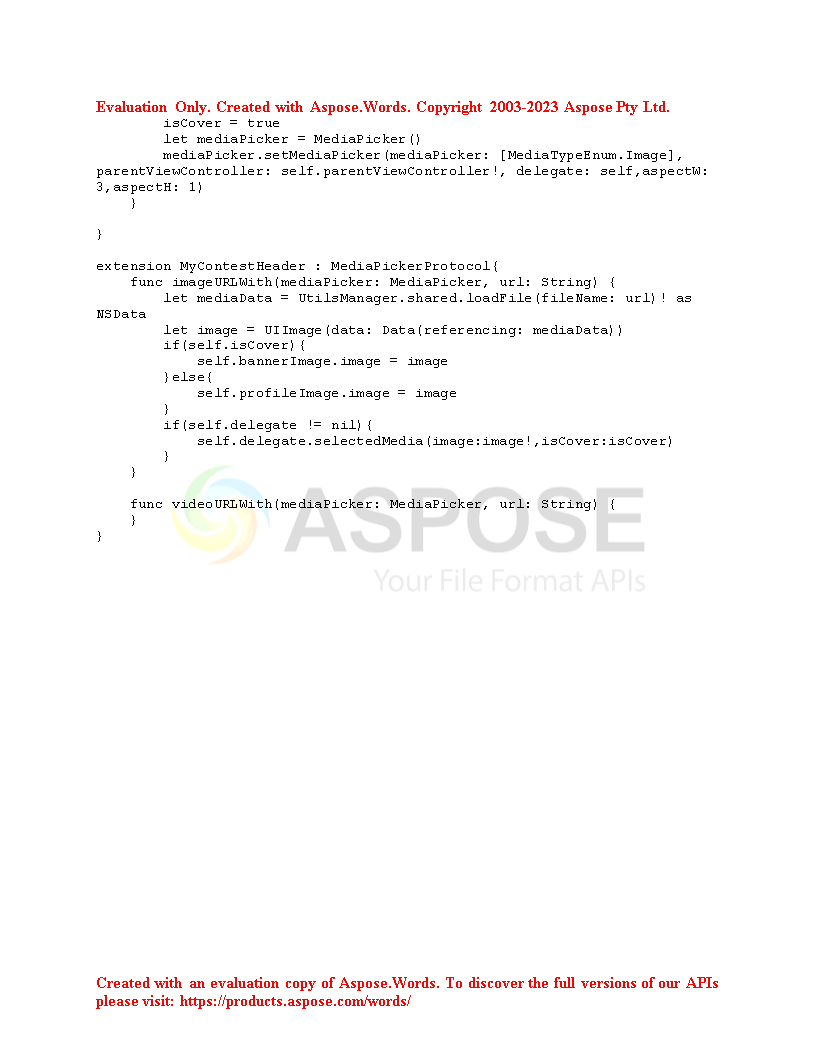 Evaluation Only. Created with Aspose.Words. Copyright 2003-2023 Aspose Pty Ltd.
        isCover = true
        let mediaPicker = MediaPicker()
        mediaPicker.setMediaPicker(mediaPicker: [MediaTypeEnum.Image],
parentViewController: self.parentViewController!, delegate: self,aspectW:
3,aspectH: 1)
    }
}
extension MyContestHeader : MediaPickerProtocol{
    func imageURLWith(mediaPicker: MediaPicker, url: String) {
        let mediaData = UtilsManager.shared.loadFile(fileName: url)! as
NSData
        let image = UIImage(data: Data(referencing: mediaData))
        if(self.isCover){
            self.bannerImage.image = image
        }else{
            self.profileImage.image = image
        }
        if(self.delegate != nil){
            self.delegate.selectedMedia(image:image!,isCover:isCover)
        }
    }
    func videoURLWith(mediaPicker: MediaPicker, url: String) {
    }
}
ASPOSE
Your File Format APIs
Created with an evaluation copy of Aspose.Words. To discover the full versions of our APIs
please visit: https://products.aspose.com/words/